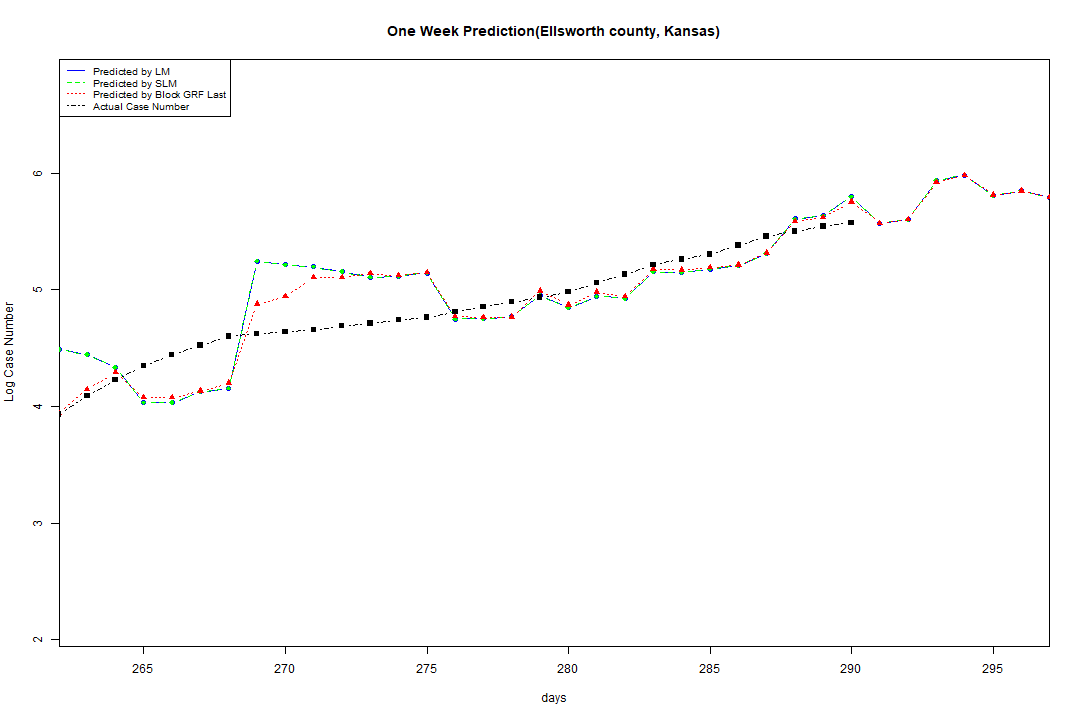 One Week Prediction(Ellsworth county, Kansas)
Predicted by LM
Predicted by SLM
Predicted by Block GRF Last
Actual Case Number
Log Case Number
6
5
4
3
2
265 270 275 280 285 290 295
days